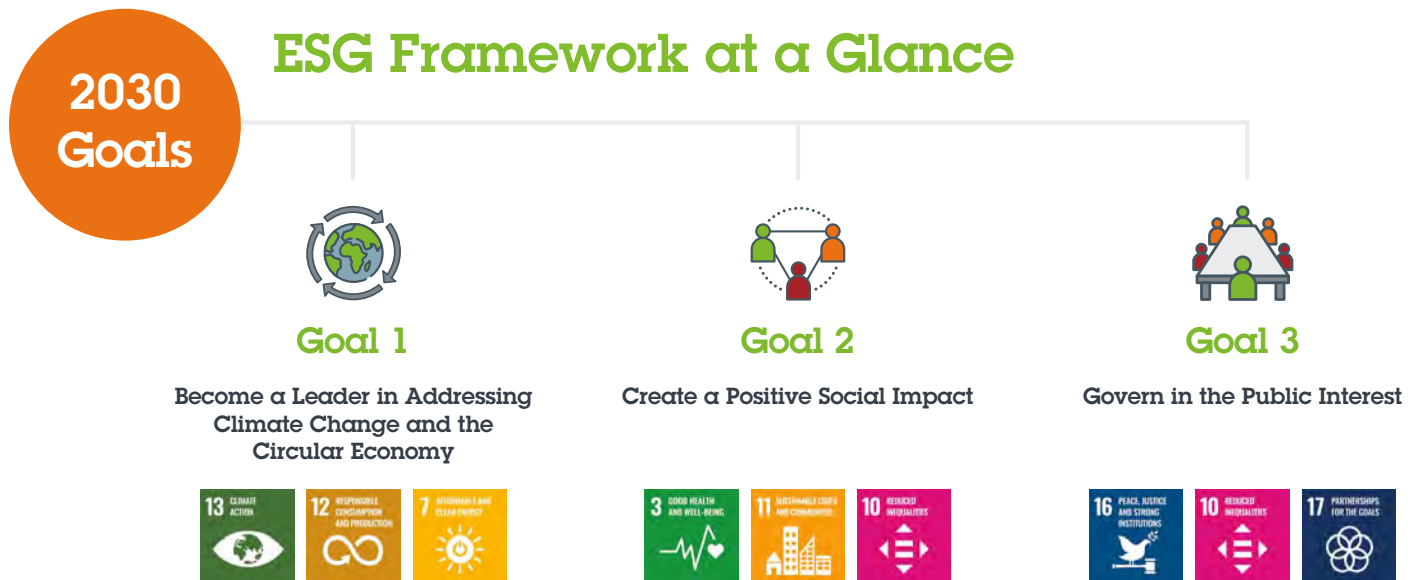 2030
Goals
ESG Framework at a Glance
Goal 1
Become a Leader in Addressing
Climate Change and the
Circular Economy
13 CLIMATE
ACTION
12 RESPONSIBLE
CONSUMPTION
AND PRODUCTION
7 AFFORDABLE AND
CLEAN ENERGY
Goal 2
Create a Positive Social Impact
3 GOOD HEALTH
AND WELL-BEING
11 SUSTAINABLE CITIES
AND COMMUNITIES
10 REDUCED
INEQUALITIES
Goal 3
Govern in the Public Interest
16 PEACE, JUSTICE
AND STRONG
INSTITUTIONS
10 REDUCED
INEQUALITIES
17 PARTNERSHIPS
FOR THE GOALS